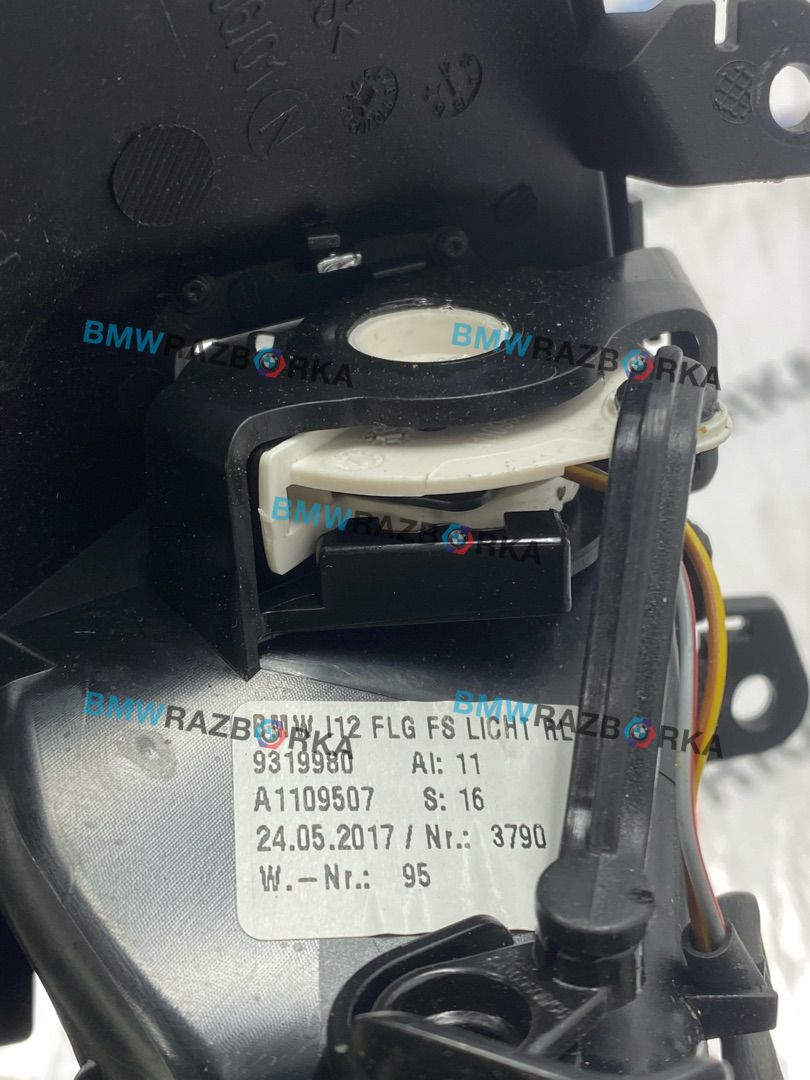 BMWRAZBORKA
BMWRAZBORKA
BMWRAZBORKA
BMW I12 FLG FS LICHT
9319980 AI: 11
A1109507 S: 16
24.05.2017 / Nr.: 3790
W.-Nr.: 95
BMWRAZBORKA
BMWRAZBORKA